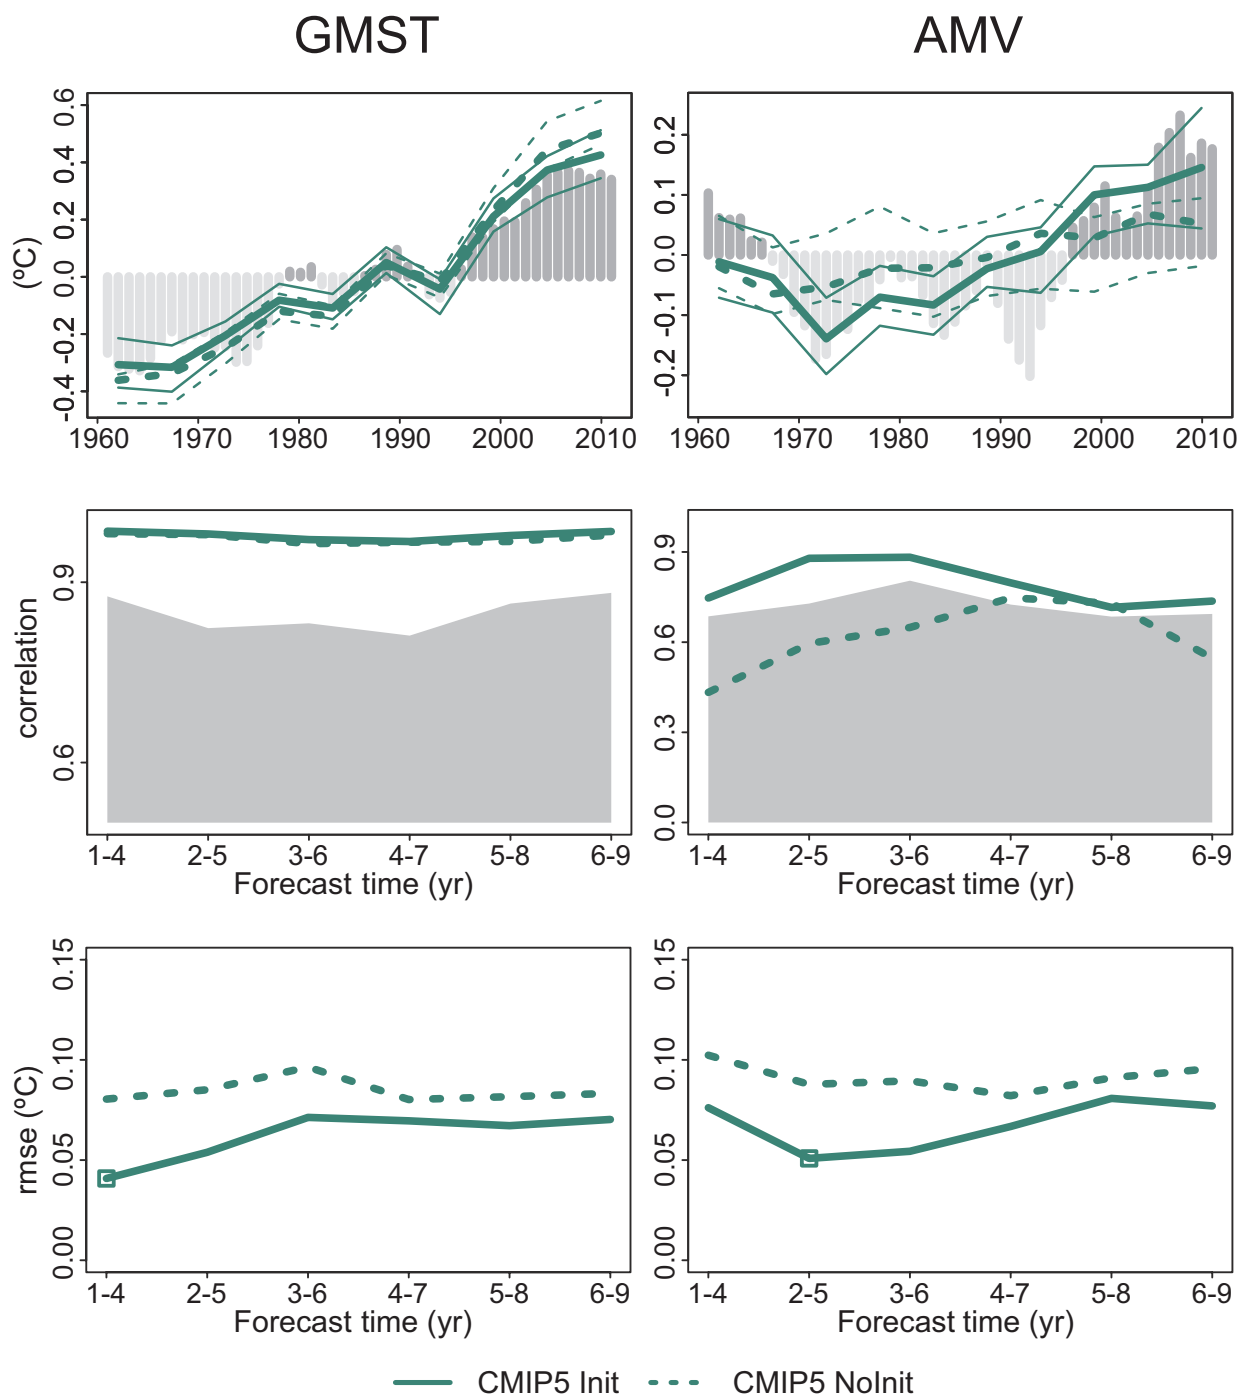 GMST
AMV
(ºC)
0.6
0.4
0.2
0.0
-0.2
-0.4
1960 1970 1980 1990 2000 2010
0.2
0.1
0.0
-0.1
-0.2
1960 1970 1980 1990 2000 2010
correlation
0.9
0.6
1-4 2-5 3-6 4-7 5-8 6-9
Forecast time (yr)
0.9
0.6
0.3
0.0
1-4 2-5 3-6 4-7 5-8 6-9
Forecast time (yr)
rmse (ºC)
0.15
0.10
0.05
0.00
1-4 2-5 3-6 4-7 5-8 6-9
Forecast time (yr)
0.15
0.10
0.05
0.00
1-4 2-5 3-6 4-7 5-8 6-9
Forecast time (yr)
CMIP5 Init CMIP5 NoInit